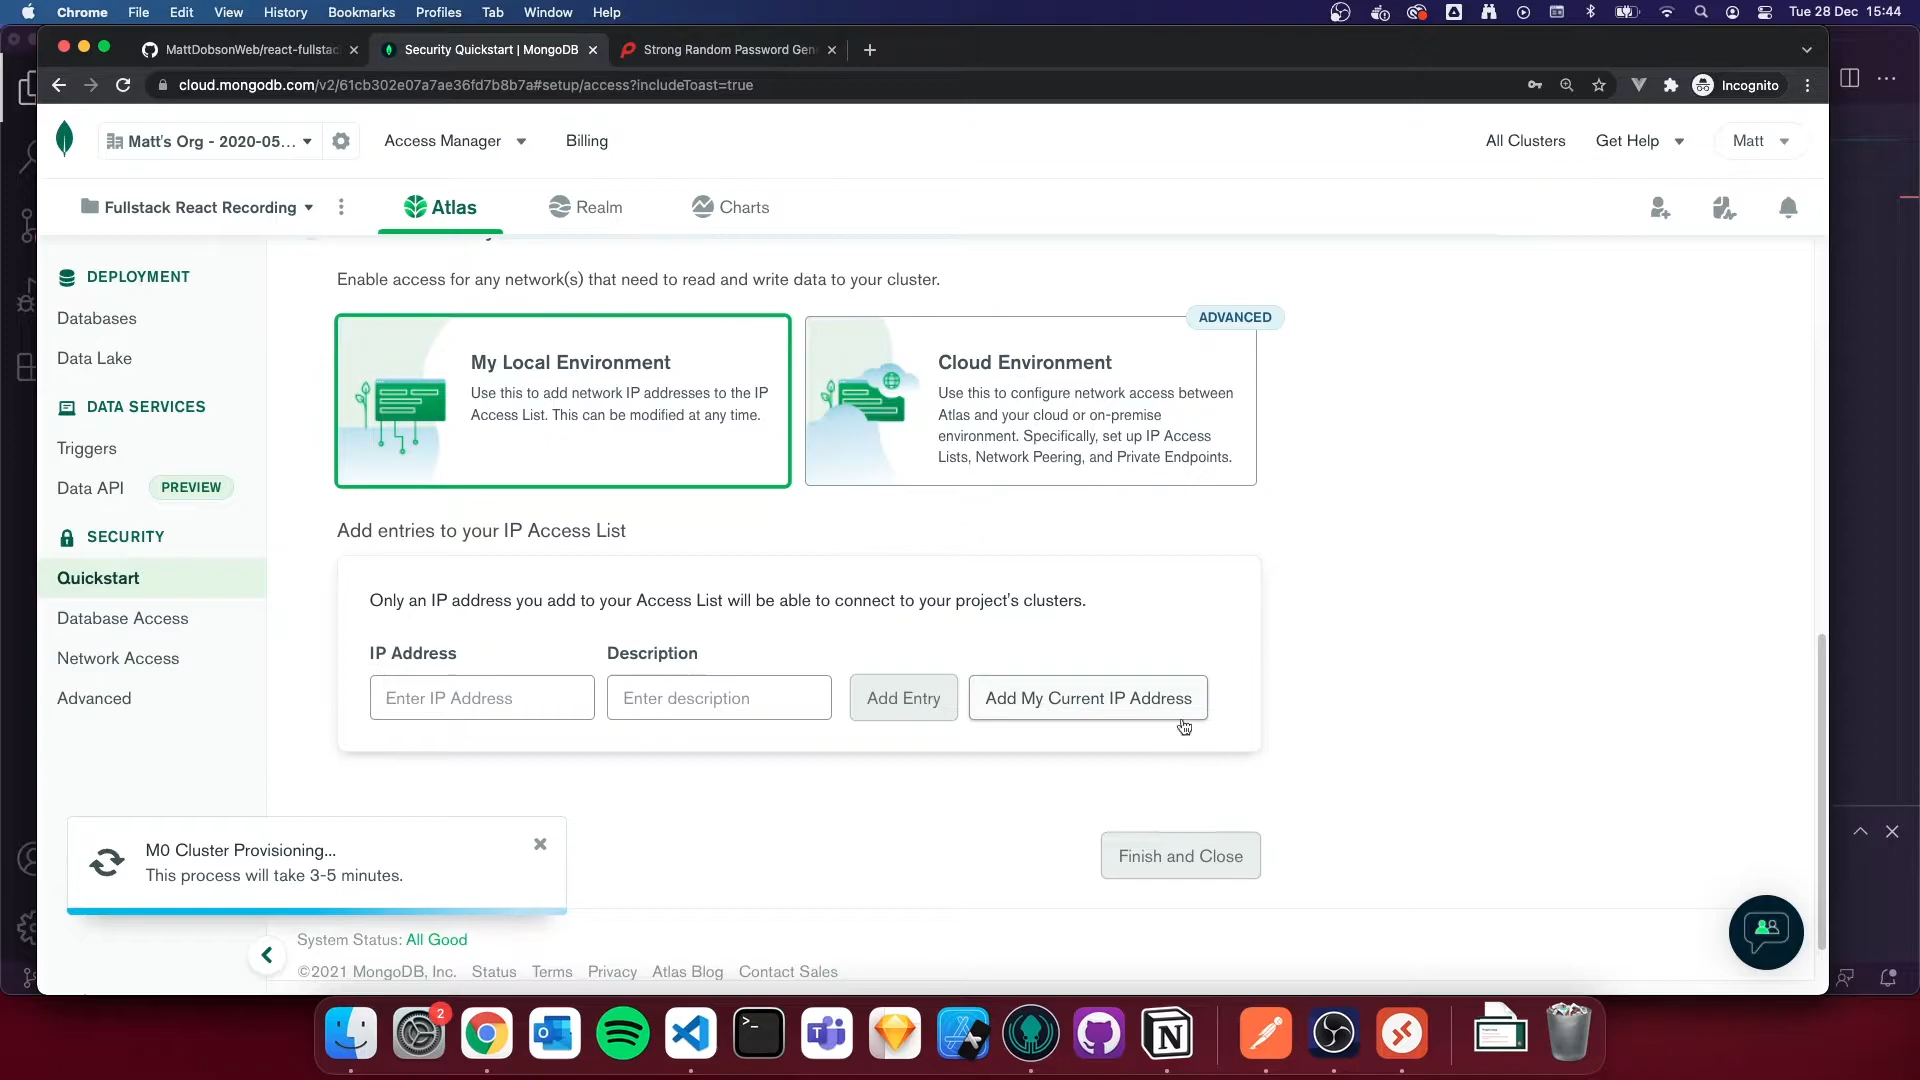 Chrome File Edit View History Bookmarks Profiles Tab Window Help
Tue 28 Dec 15:44
MattDobsonWeb/react-fullstac
Security Quickstart | MongoDB
Strong Random Password Gen
cloud.mongodb.com/v2/61cb302e07a7ae36fd7b8b7a#setup/access?includeToast=true
Incognito
Matt's Org - 2020-05...
Access Manager
Billing
All Clusters
Get Help
Matt
Fullstack React Recording
Atlas
Realm
Charts
DEPLOYMENT
Databases
Data Lake
DATA SERVICES
Triggers
Data API PREVIEW
SECURITY
Quickstart
Database Access
Network Access
Advanced
Enable access for any network(s) that need to read and write data to your cluster.
My Local Environment
Use this to add network IP addresses to the IP
Access List. This can be modified at any time.
ADVANCED
Cloud Environment
Use this to configure network access between
Atlas and your cloud or on-premise
environment. Specifically, set up IP Access
Lists, Network Peering, and Private Endpoints.
Add entries to your IP Access List
Only an IP address you add to your Access List will be able to connect to your project's clusters.
IP Address
Description
Enter IP Address
Enter description
Add Entry
Add My Current IP Address
Finish and Close
M0 Cluster Provisioning...
This process will take 3-5 minutes.
System Status: All Good
©2021 MongoDB, Inc. Status Terms Privacy Atlas Blog Contact Sales
2